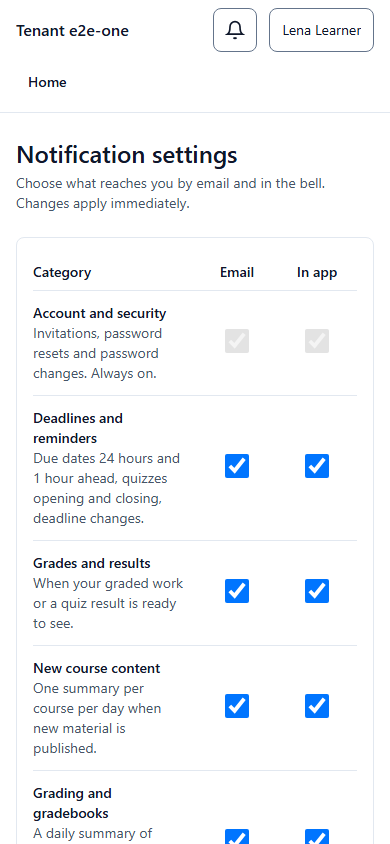 Tenant e2e-one
Lena Learner
Home
Notification settings
Choose what reaches you by email and in the bell.
Changes apply immediately.
Category Email In app
Account and security
Invitations, password
resets and password
changes. Always on.
Deadlines and
reminders
Due dates 24 hours and
1 hour ahead, quizzes
opening and closing,
deadline changes.
Grades and results
When your graded work
or a quiz result is ready
to see.
New course content
One summary per
course per day when
new material is
published.
Grading and
gradebooks
A daily summary of